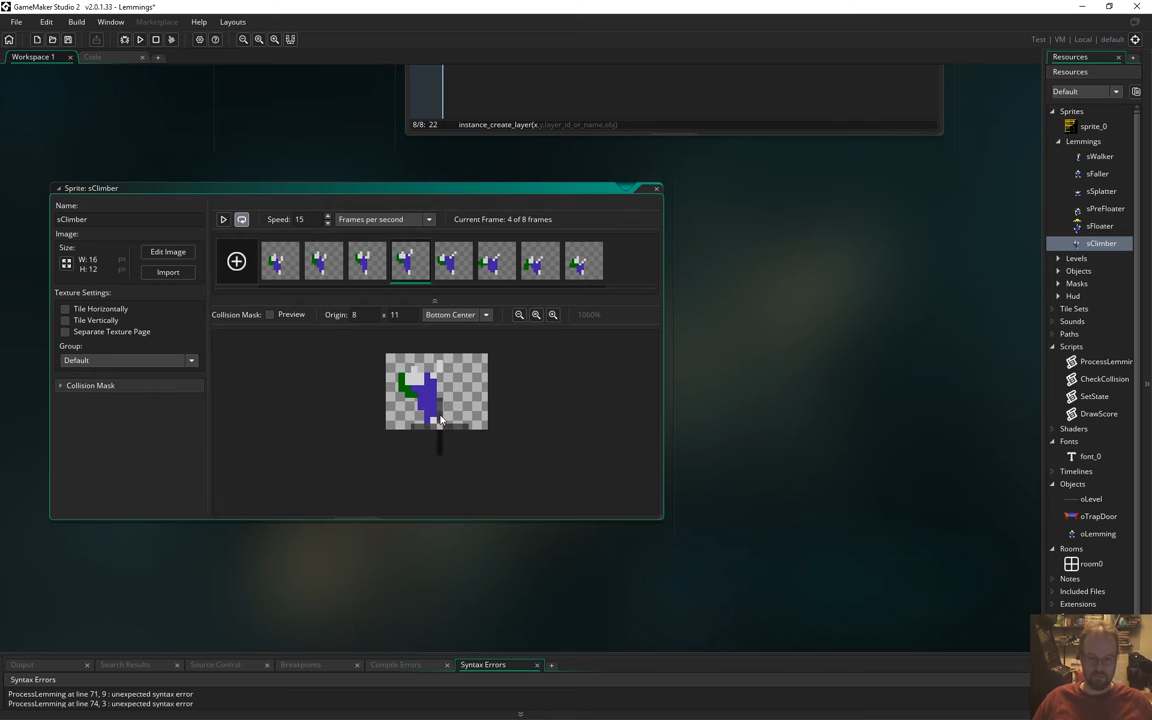 GameMaker Studio 2  v2.0.1.33 - Lemmings*
File Edit Build Window Marketplace Help Layouts
Test | VM | Local | default
Workspace 1
Code
Resources
Resources
Default
Sprites
sprite_0
Lemmings
sWalker
sFaller
sSplatter
sPreFloater
sFloater
sClimber
Levels
Objects
Masks
Hud
Tile Sets
Sounds
Paths
Scripts
ProcessLemmin
CheckCollision
SetState
DrawScore
Shaders
Fonts
font_0
Timelines
Objects
oLevel
oTrapDoor
oLemming
Rooms
room0
Notes
Included Files
Extensions
8/8: 22 instance_create_layer(x,y,layer_id_or_name,obj)
Sprite: sClimber
Name:
sClimber
Image:
Size:
W: 16 px
H: 12 px
Edit Image
Import
Texture Settings:
Tile Horizontally
Tile Vertically
Separate Texture Page
Group:
Default
Collision Mask
Speed: 15 Frames per second Current Frame: 4 of 8 frames
Collision Mask: Preview Origin: 8 x 11 Bottom Center 1060%
Output Search Results Source Control Breakpoints Compile Errors Syntax Errors
Syntax Errors
ProcessLemming at line 71, 9 : unexpected syntax error
ProcessLemming at line 74, 3 : unexpected syntax error